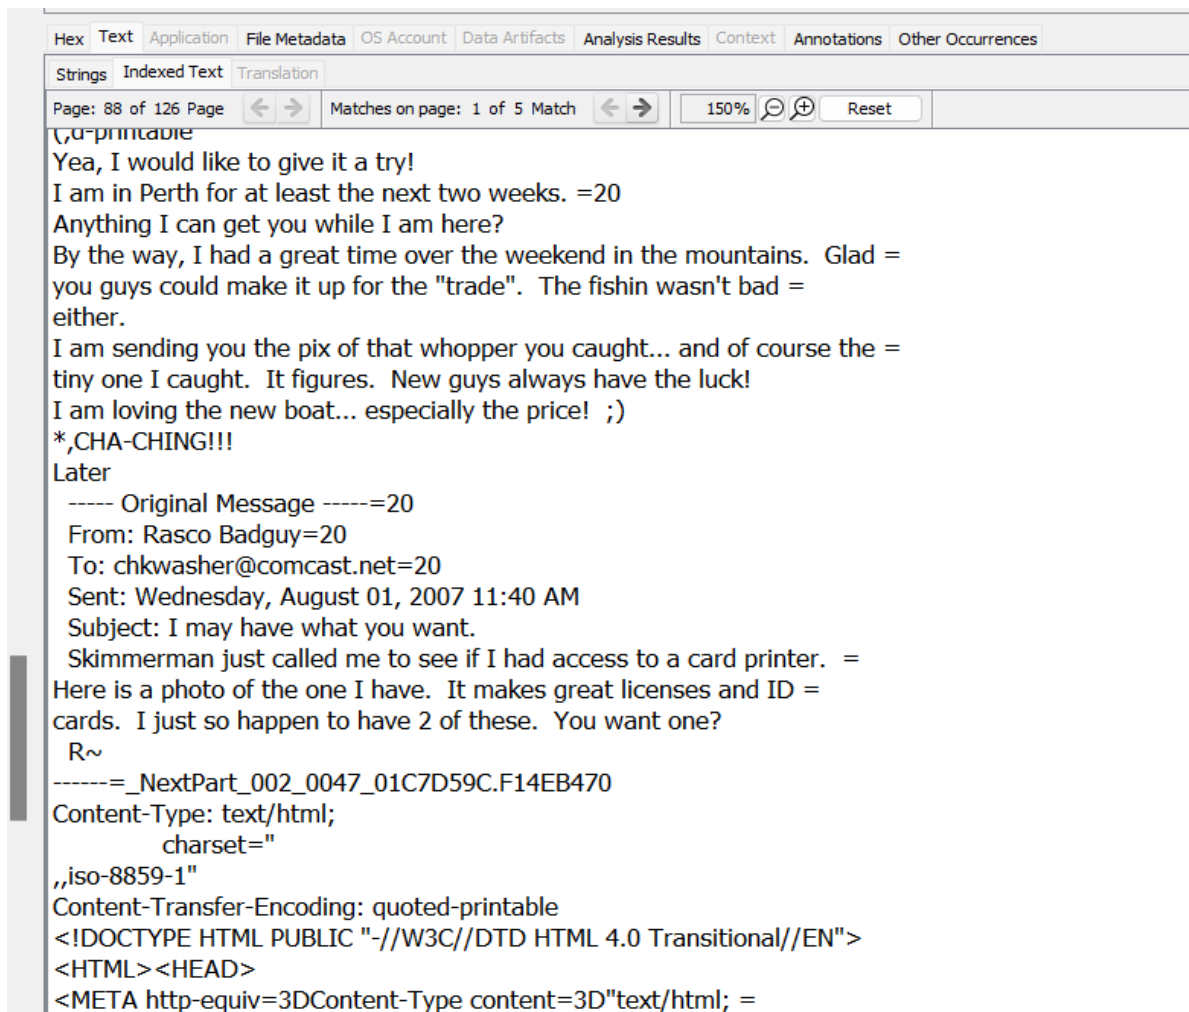 Hex Text Application File Metadata OS Account Data Artifacts Analysis Results Context Annotations Other Occurrences
Strings Indexed Text Translation
Page: 88 of 126 Page Matches on page: 1 of 5 Match 150% Reset
(,d-printable
Yea, I would like to give it a try!
I am in Perth for at least the next two weeks. =20
Anything I can get you while I am here?
By the way, I had a great time over the weekend in the mountains.  Glad =
you guys could make it up for the "trade".  The fishin wasn't bad =
either.
I am sending you the pix of that whopper you caught... and of course the =
tiny one I caught.  It figures.  New guys always have the luck!
I am loving the new boat... especially the price!  ;)
*,CHA-CHING!!!
Later
----- Original Message -----=20
From: Rasco Badguy=20
To: chkwasher@comcast.net=20
Sent: Wednesday, August 01, 2007 11:40 AM
Subject: I may have what you want.
Skimmerman just called me to see if I had access to a card printer.  =
Here is a photo of the one I have.  It makes great licenses and ID =
cards.  I just so happen to have 2 of these.  You want one?
R~
------=_NextPart_002_0047_01C7D59C.F14EB470
Content-Type: text/html;
charset="
,,iso-8859-1"
Content-Transfer-Encoding: quoted-printable
<!DOCTYPE HTML PUBLIC "-//W3C//DTD HTML 4.0 Transitional//EN">
<HTML><HEAD>
<META http-equiv=3DContent-Type content=3D"text/html; =